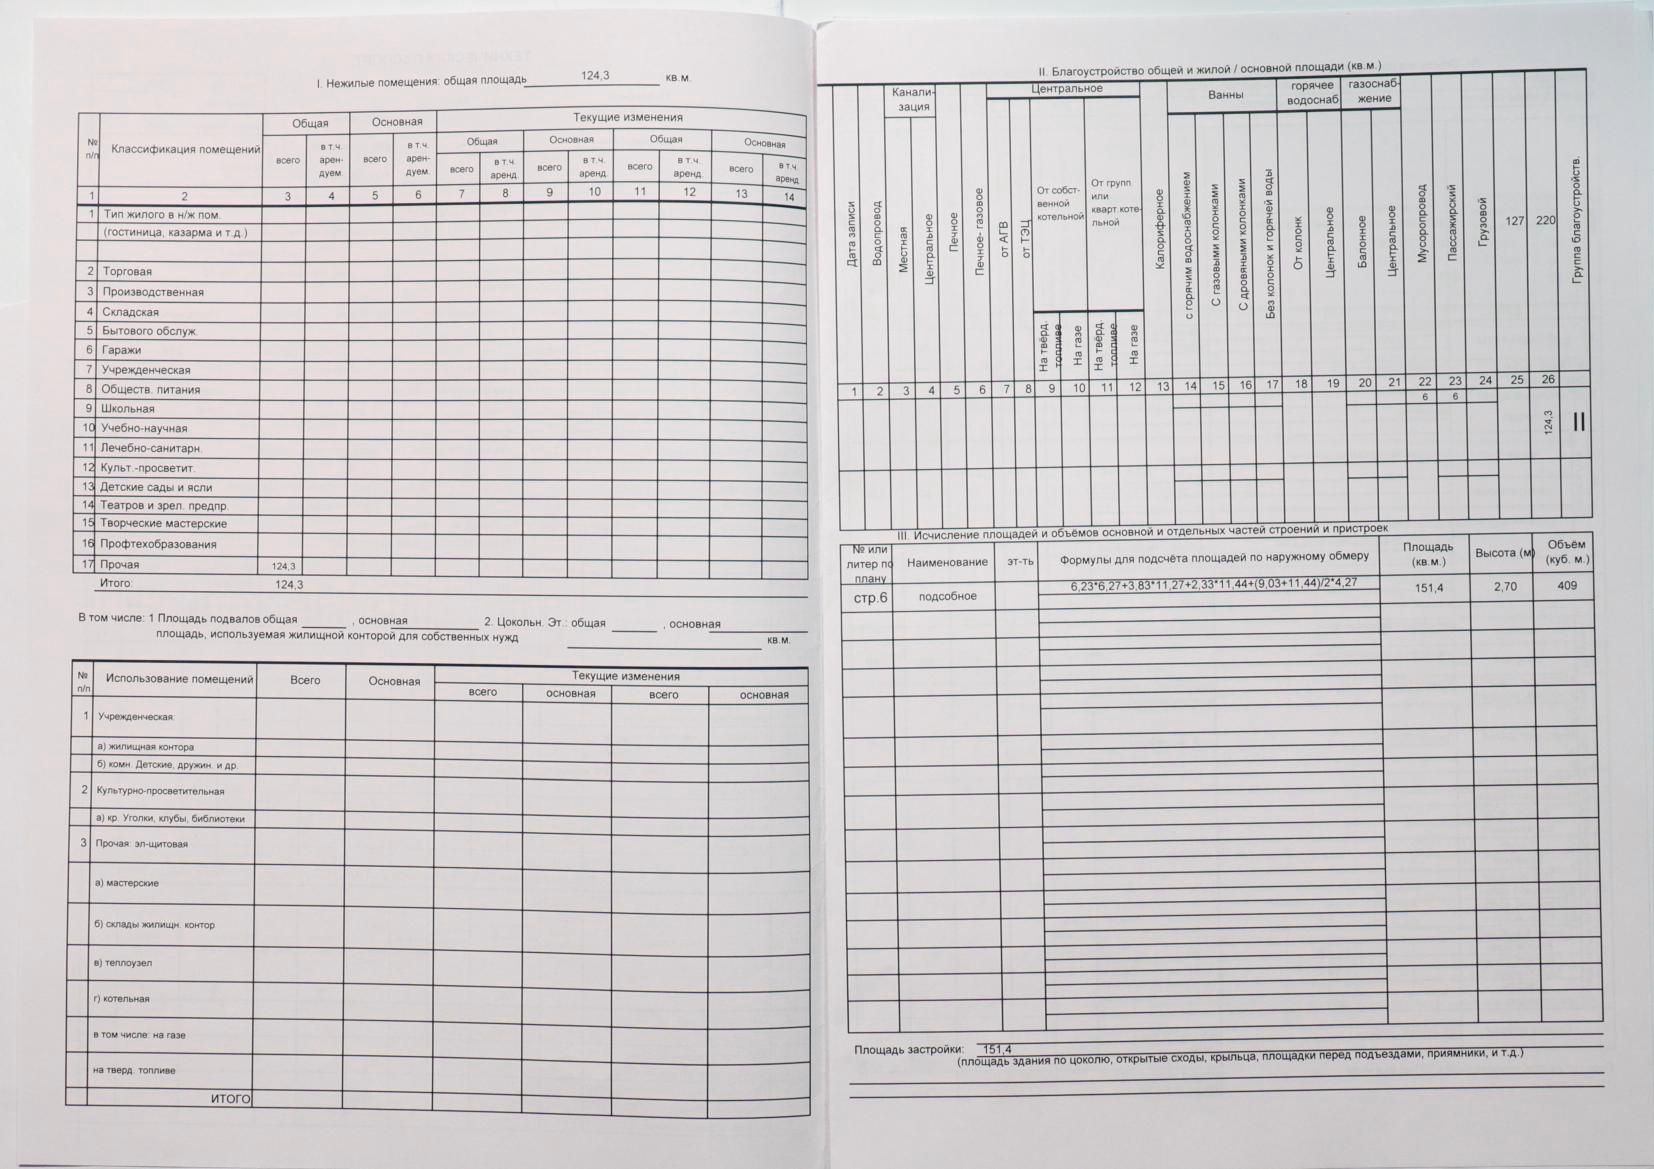 I. Нежилые помещения: общая площадь 124,3 кв.м.
№ п/п Классификация помещений Общая Основная Текущие изменения
Общая Основная Общая Основная
всего в т.ч. арен- дуем. всего в т.ч. арен- дуем. всего в т.ч. аренд. всего в т.ч. аренд. всего в т.ч. аренд. всего в т.ч. аренд
1 2 3 4 5 6 7 8 9 10 11 12 13 14
1 Тип жилого в н/ж пом.
(гостиница, казарма и т.д.)
2 Торговая
3 Производственная
4 Складская
5 Бытового обслуж.
6 Гаражи
7 Учрежденческая
8 Обществ. питания
9 Школьная
10 Учебно-научная
11 Лечебно-санитарн.
12 Культ.-просветит.
13 Детские сады и ясли
14 Театров и зрел. предпр.
15 Творческие мастерские
16 Профтехобразования
17 Прочая 124,3
Итого: 124,3
В том числе: 1 Площадь подвалов общая , основная 2. Цокольн. Эт.: общая , основная
площадь, используемая жилищной конторой для собственных нужд кв.м.
№ п/п Использование помещений Всего Основная Текущие изменения
всего основная всего основная
1 Учрежденческая:
а) жилищная контора
б) комн. Детские, дружин. и др.
2 Культурно-просветительная
а) кр. Уголки, клубы, библиотеки
3 Прочая: эл-щитовая
а) мастерские
б) склады жилищн. контор
в) теплоузел
г) котельная
в том числе: на газе
на тверд. топливе
ИТОГО
II. Благоустройство общей и жилой / основной площади (кв.м.)
Канали- зация Центральное Ванны горячее водоснаб газоснаб- жение
Дата записи Водопровод Местная Центральное Печное Печное- газовое от АГВ от ТЭЦ От собст- венной котельной От групп. или кварт.коте- льной Калориферное с горячим водоснабжением С газовыми колонками С дровяными колонками Без колонок и горячей воды От колонк Центральное Балонное Центральное Мусоропровод Пассажирский Грузовой 127 220 Группа благоустройств.
На твёрд. топливе На газе На твёрд. топливе На газе
1 2 3 4 5 6 7 8 9 10 11 12 13 14 15 16 17 18 19 20 21 22 23 24 25 26
6 6
124,3 II
III. Исчисление площадей и объёмов основной и отдельных частей строений и пристроек
№ или литер по плану Наименование эт-ть Формулы для подсчёта площадей по наружному обмеру Площадь (кв.м.) Высота (м) Объём (куб. м.)
стр.6 подсобное 6,23*6,27+3,83*11,27+2,33*11,44+(9,03+11,44)/2*4,27 151,4 2,70 409
Площадь застройки: 151,4
(площадь здания по цоколю, открытые сходы, крыльца, площадки перед подъездами, приямники, и т.д.)